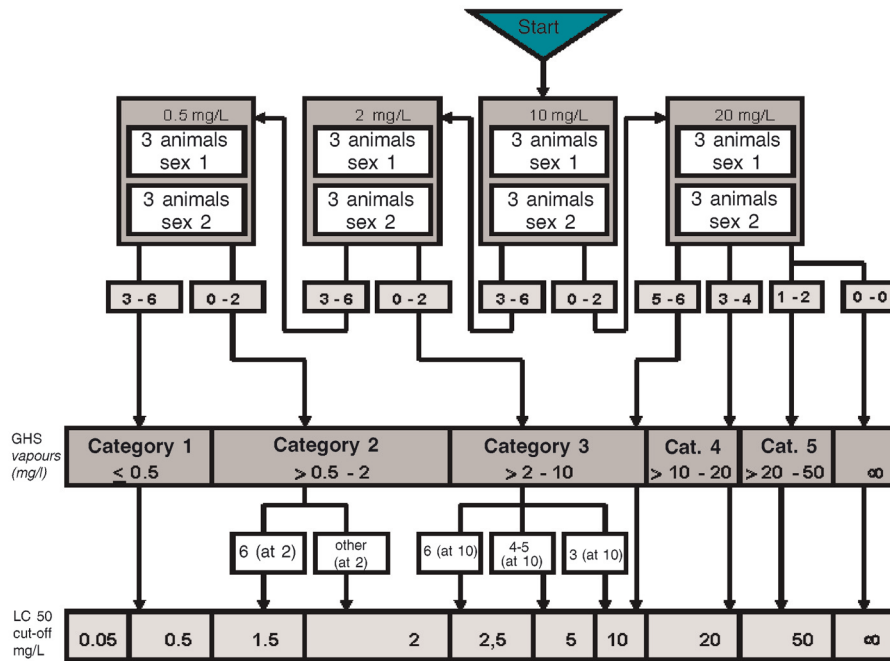 Start
0.5 mg/L
3 animals
sex 1
3 animals
sex 2
2 mg/L
3 animals
sex 1
3 animals
sex 2
10 mg/L
3 animals
sex 1
3 animals
sex 2
20 mg/L
3 animals
sex 1
3 animals
sex 2
3 - 6
0 - 2
3 - 6
0 - 2
3 - 6
0 - 2
5 - 6
3 - 4
1 - 2
0 - 0
GHS
vapours
(mg/l)
Category 1
≤ 0.5
Category 2
> 0.5 - 2
Category 3
> 2 - 10
Cat. 4
> 10 - 20
Cat. 5
> 20 - 50
∞
6 (at 2)
other
(at 2)
6 (at 10)
4-5
(at 10)
3 (at 10)
LC 50
cut-off
mg/L
0.05
0.5
1.5
2
2,5
5
10
20
50
∞